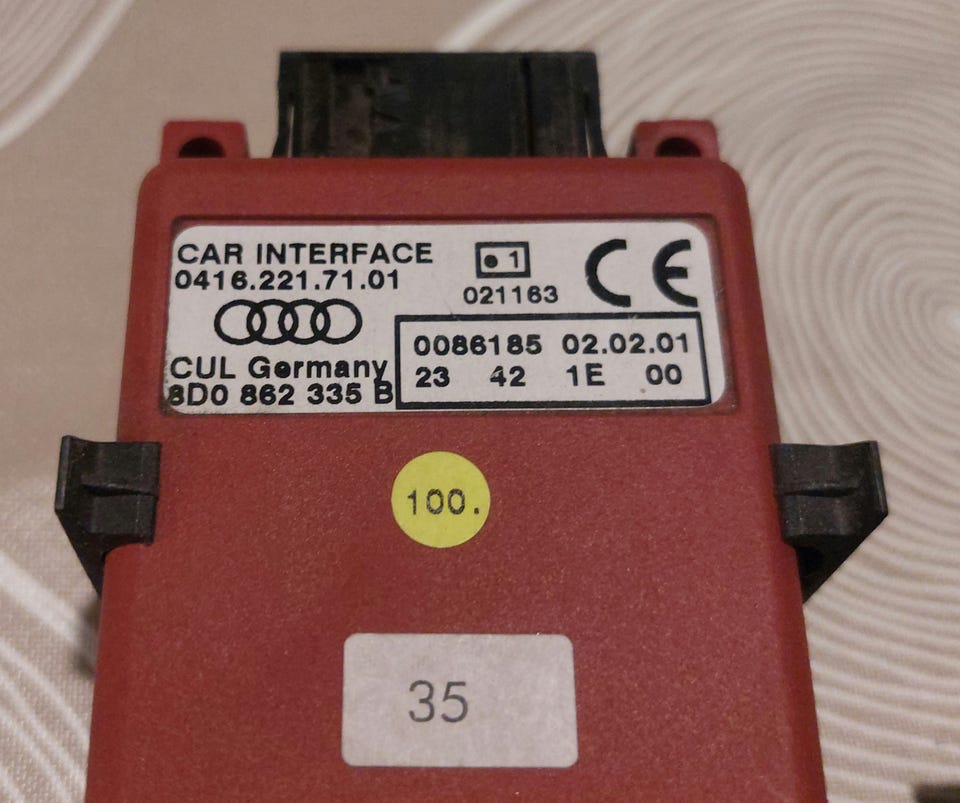 CAR INTERFACE
0416.221.71.01
1
021163
CE
CUL Germany
8D0 862 335 B
0086185 02.02.01
23 42 1E 00
100.
35